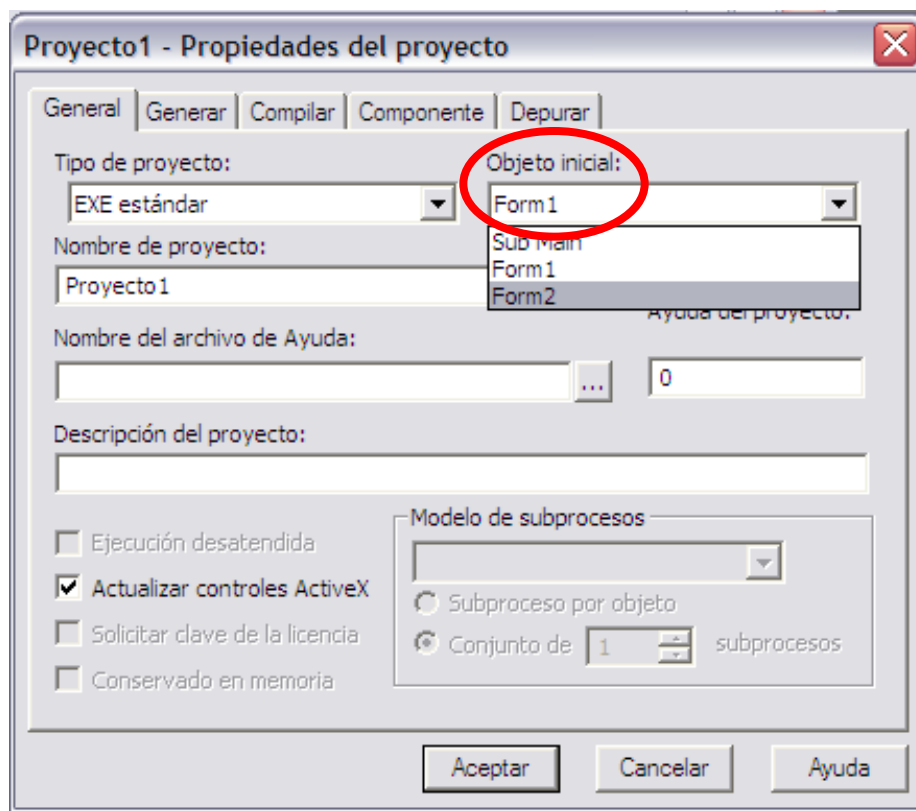 Proyecto1 - Propiedades del proyecto
General Generar Compilar Componente Depurar
Tipo de proyecto: Objeto inicial:
EXE estándar Form1
Sub Main
Nombre de proyecto: Form1
Proyecto1 Form2
Ayuda del proyecto:
Nombre del archivo de Ayuda:
... 0
Descripción del proyecto:
Modelo de subprocesos
Ejecución desatendida
Actualizar controles ActiveX
Subproceso por objeto
Solicitar clave de la licencia
Conjunto de 1 subprocesos
Conservado en memoria
Aceptar Cancelar Ayuda